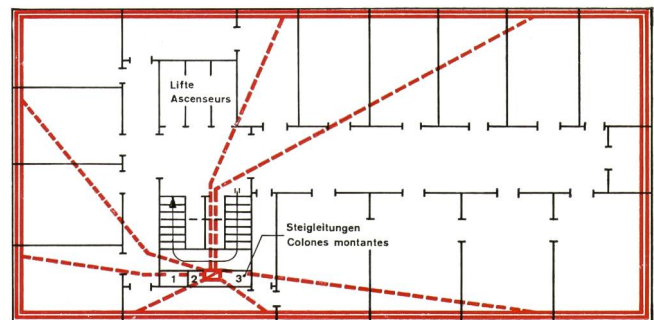 Lifte
Ascenseurs
Steigleitungen
Colones montantes
1 2 3